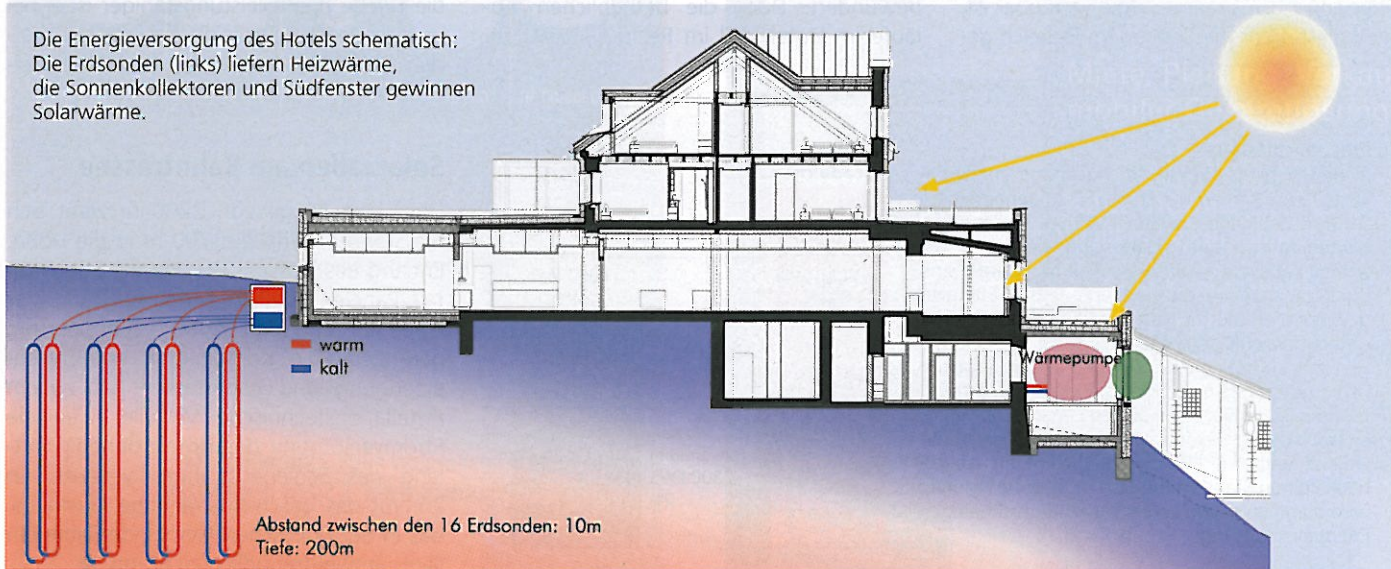 Die Energieversorgung des Hotels schematisch:
Die Erdsonden (links) liefern Heizwärme,
die Sonnenkollektoren und Südfenster gewinnen
Solarwärme.
warm
kalt
Wärmepumpe
Abstand zwischen den 16 Erdsonden: 10m
Tiefe: 200m